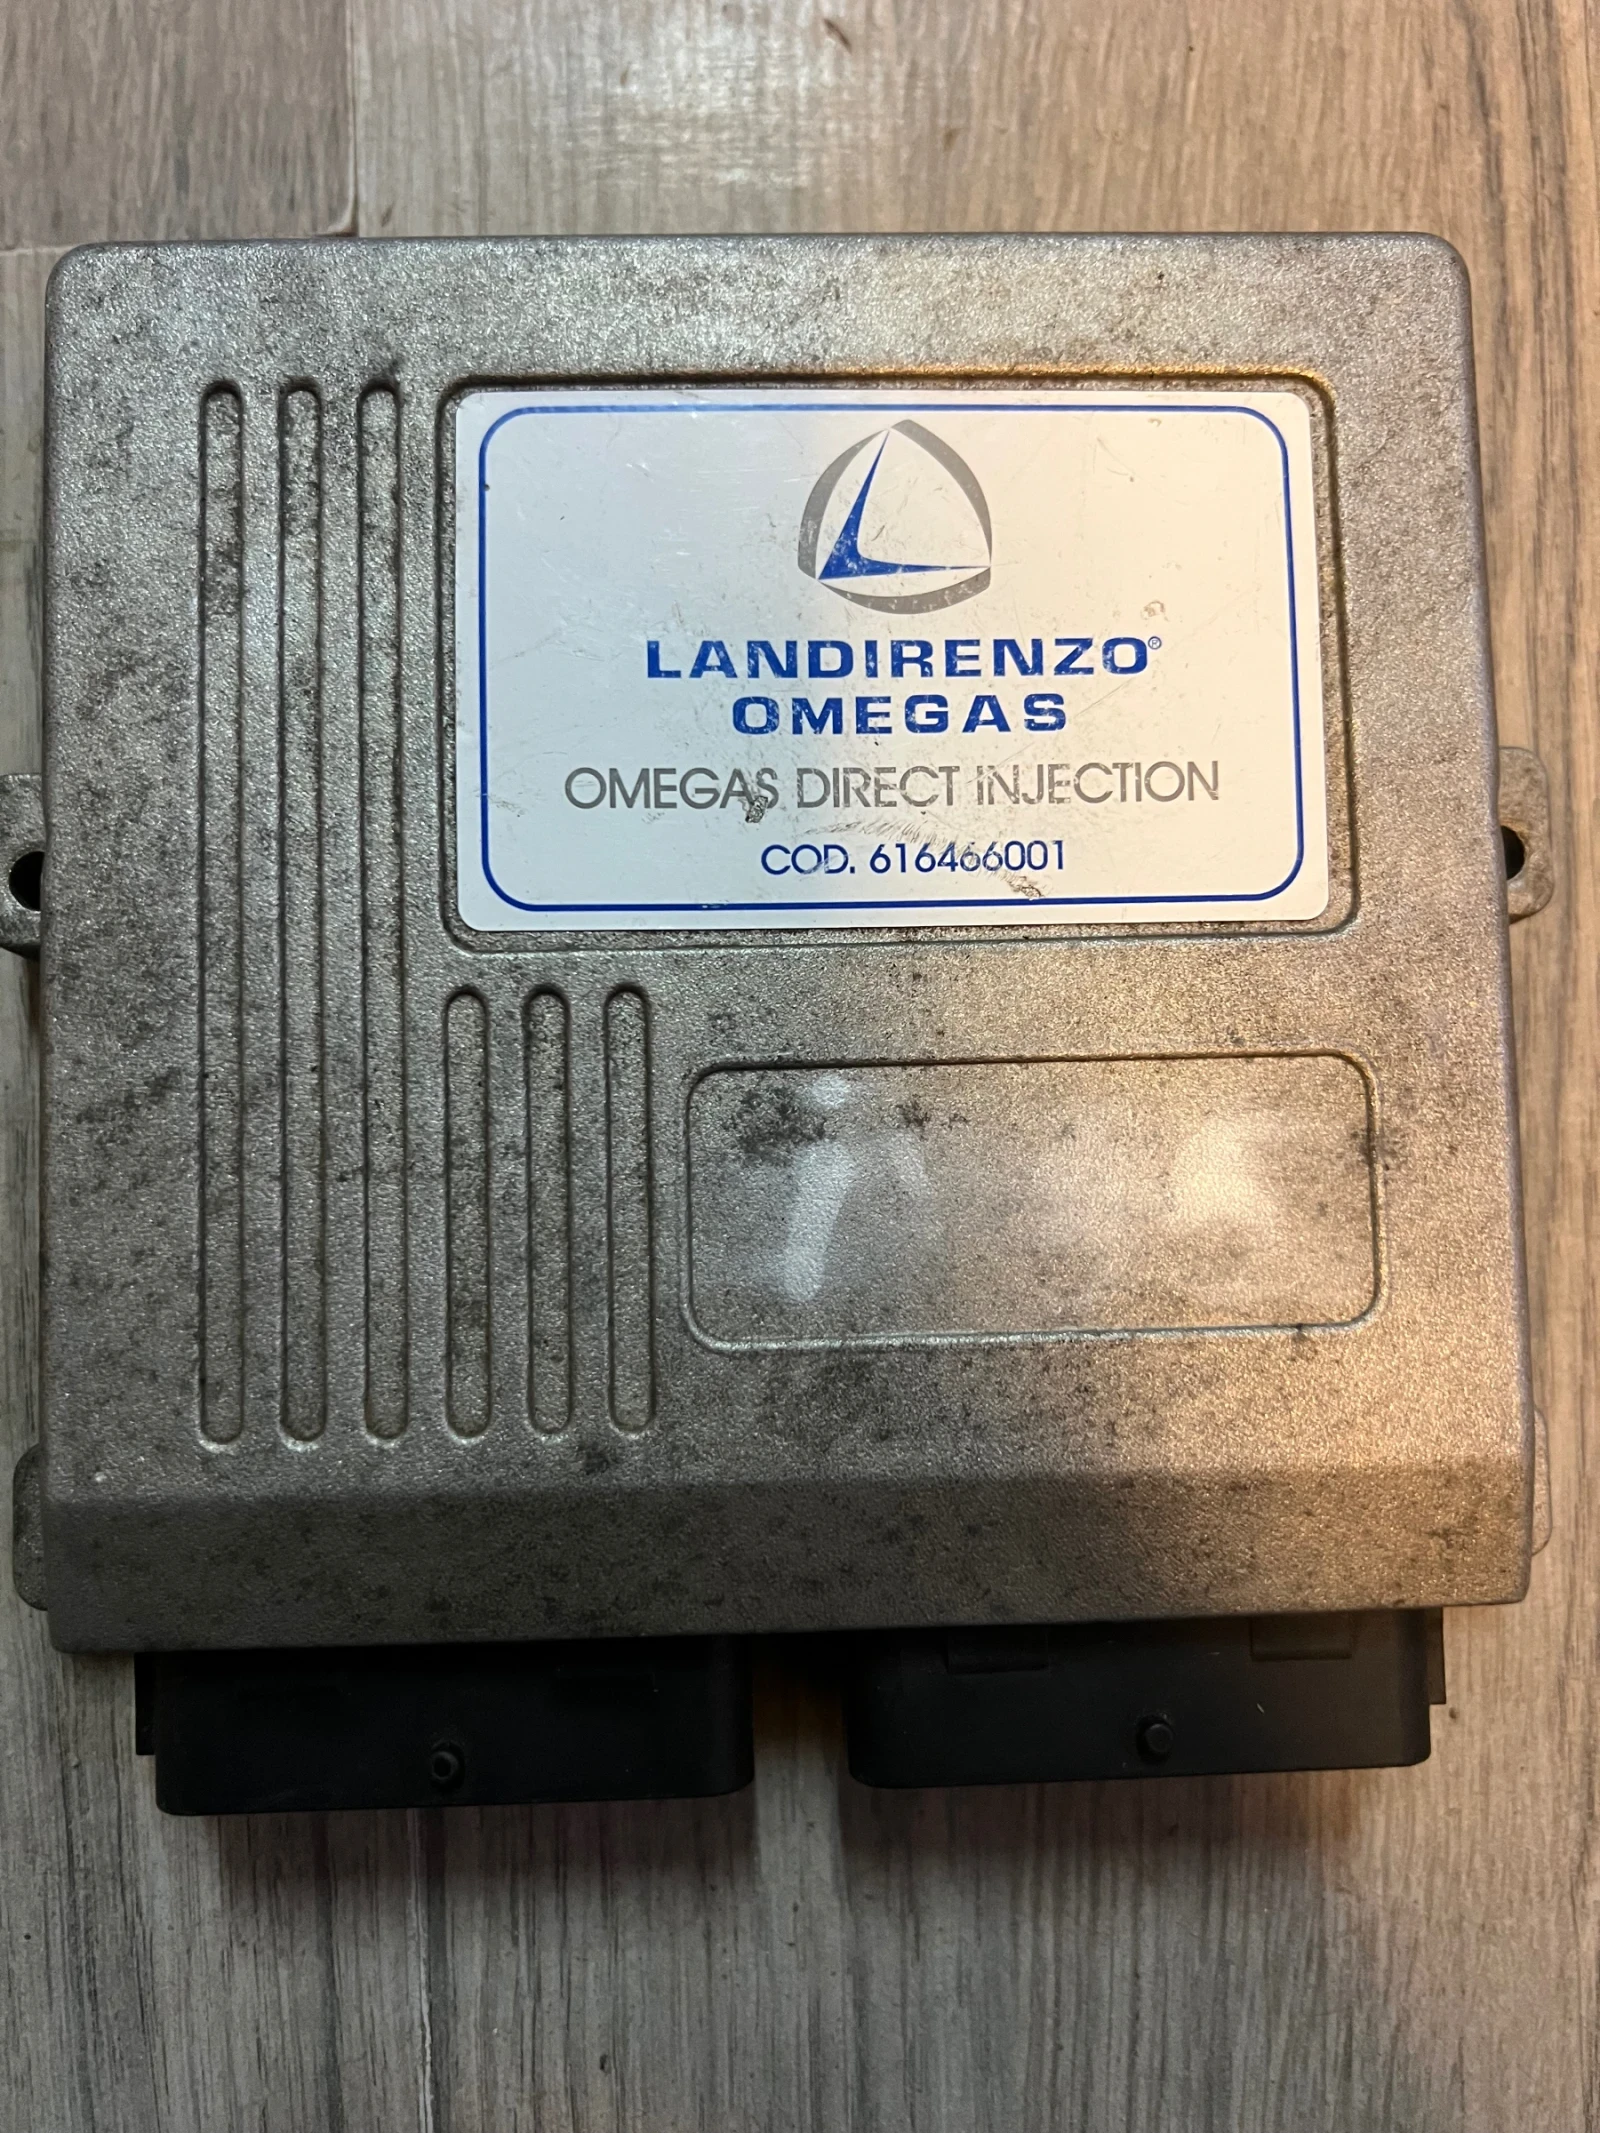 LANDIRENZO®
OMEGAS
OMEGAS DIRECT INJECTION
COD. 616466001